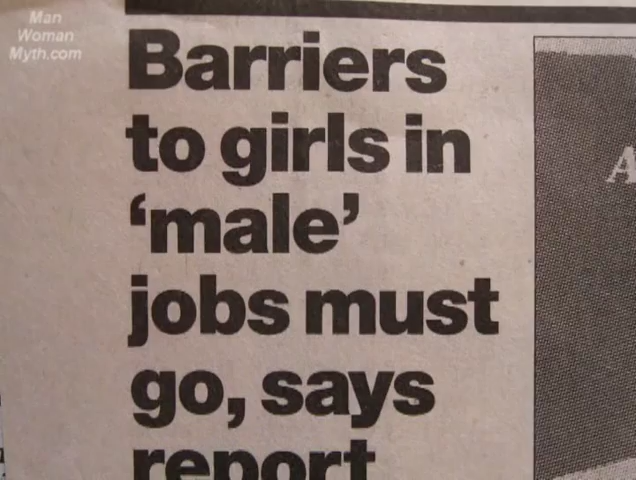 Man
Woman
Myth.com
Barriers
to girls in
‘male’
jobs must
go, says
report
A